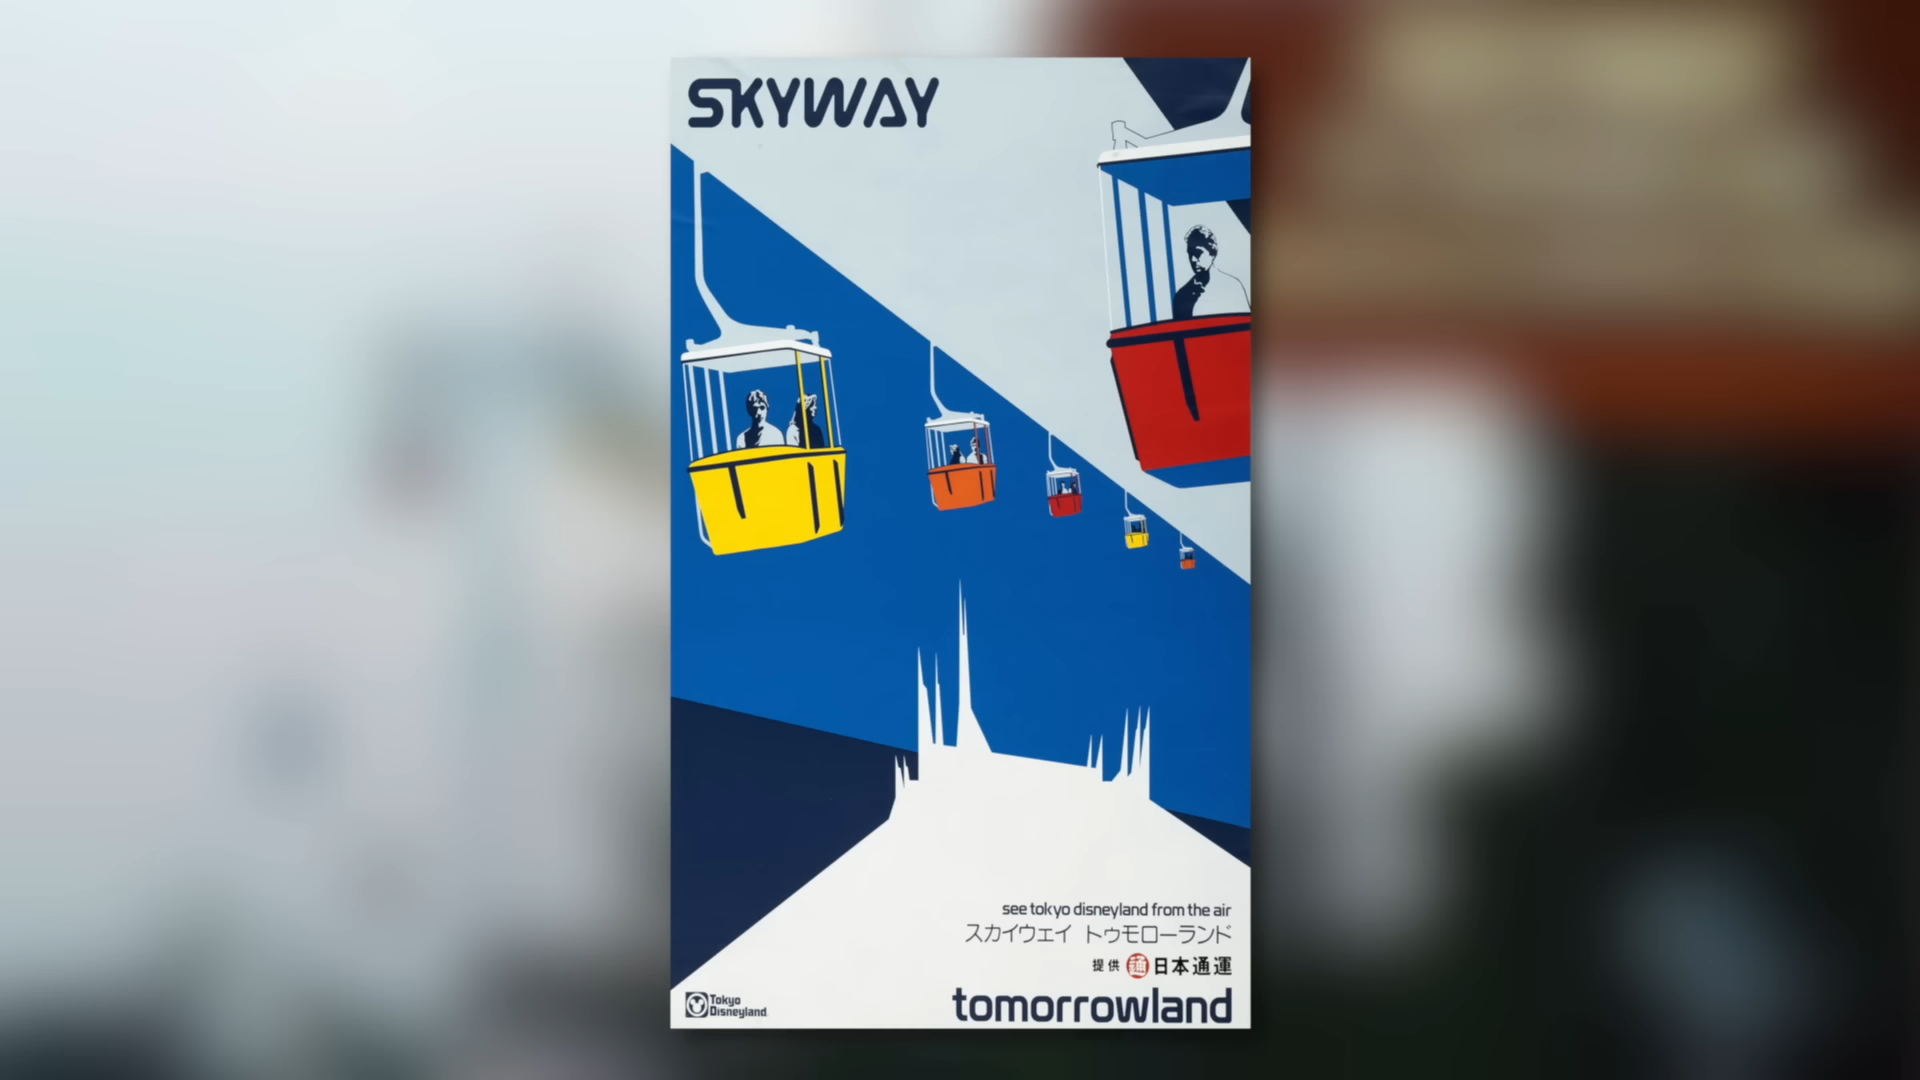 SKYWAY
see tokyo disneyland from the air
スカイウェイ トゥモローランド
提供 通 日本通運
tomorrowland
Tokyo
Disneyland